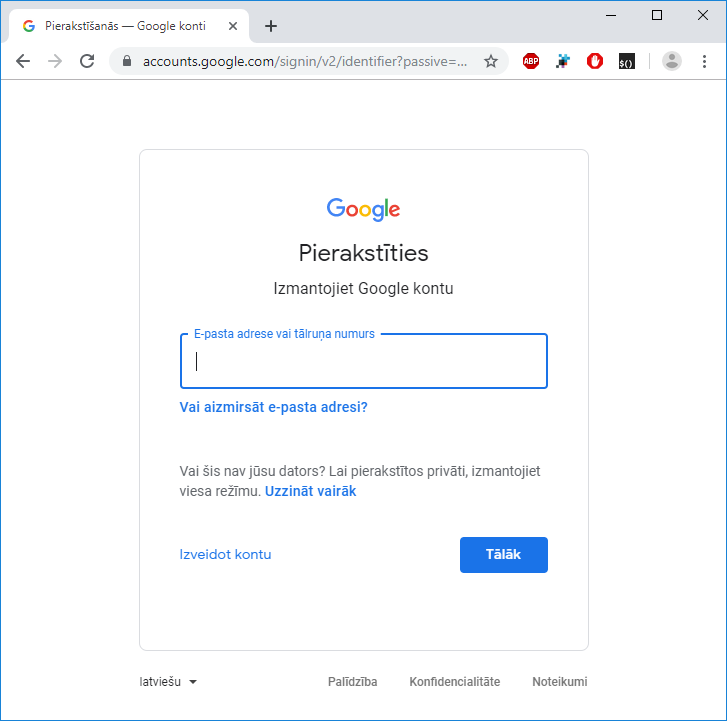 Pierakstīšanās — Google konti
accounts.google.com/signin/v2/identifier?passive=...
ABP
$()
Google
Pierakstīties
Izmantojiet Google kontu
E-pasta adrese vai tālruņa numurs
Vai aizmirsāt e-pasta adresi?
Vai šis nav jūsu dators? Lai pierakstītos privāti, izmantojiet
viesa režīmu. Uzzināt vairāk
Izveidot kontu
Tālāk
latviešu
Palīdzība
Konfidencialitāte
Noteikumi